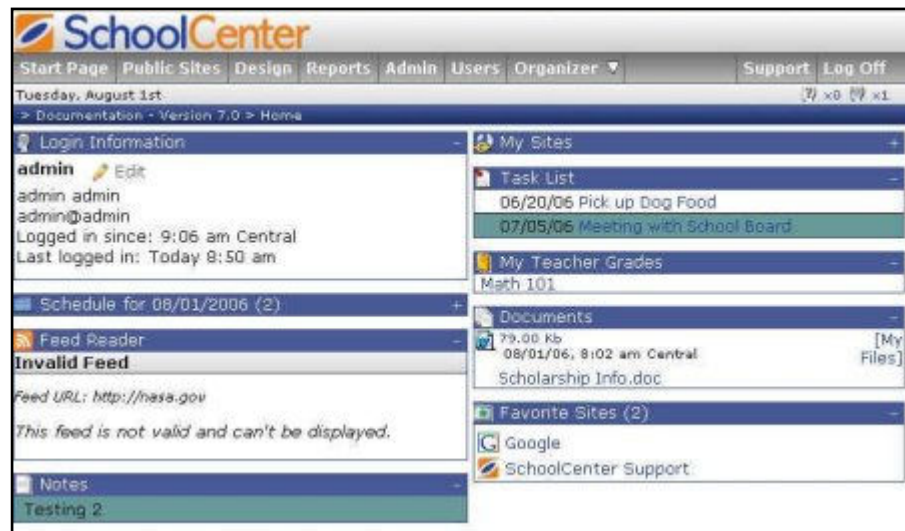 SchoolCenter
Start Page Public Sites Design Reports Admin Users Organizer Support Log Off
Tuesday, August 1st x0 x1
> Documentation - Version 7.0 > Home
Login Information -
admin Edit
admin admin
admin@admin
Logged in since: 9:06 am Central
Last logged in: Today 8:50 am
Schedule for 08/01/2006 (2) +
Feed Reader -
Invalid Feed
Feed URL: http://nasa.gov
This feed is not valid and can't be displayed.
Notes -
Testing 2
My Sites +
Task List -
06/20/06 Pick up Dog Food
07/05/06 Meeting with School Board
My Teacher Grades -
Math 101
Documents -
79.00 Kb [My
08/01/06, 8:02 am Central Files]
Scholarship Info.doc
Favorite Sites (2) -
Google
SchoolCenter Support